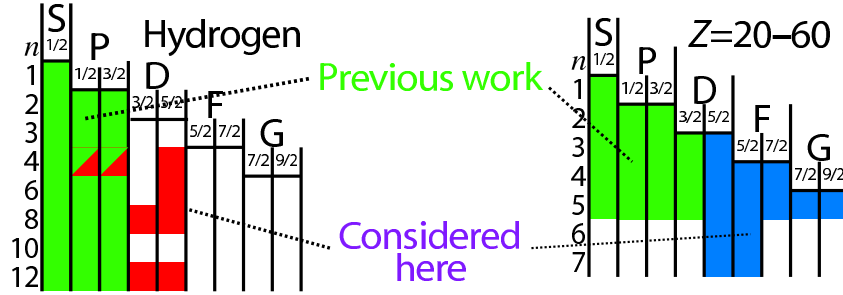 S
P
Hydrogen
D
F
G
n
1/2
1/2 3/2
3/2 5/2
5/2 7/2
7/2 9/2
1
2
3
4
6
8
10
12
Previous work
Considered
here
S
P
Z=20–60
D
F
G
n
1/2
1/2 3/2
3/2 5/2
5/2 7/2
7/2 9/2
1
2
3
4
5
6
7